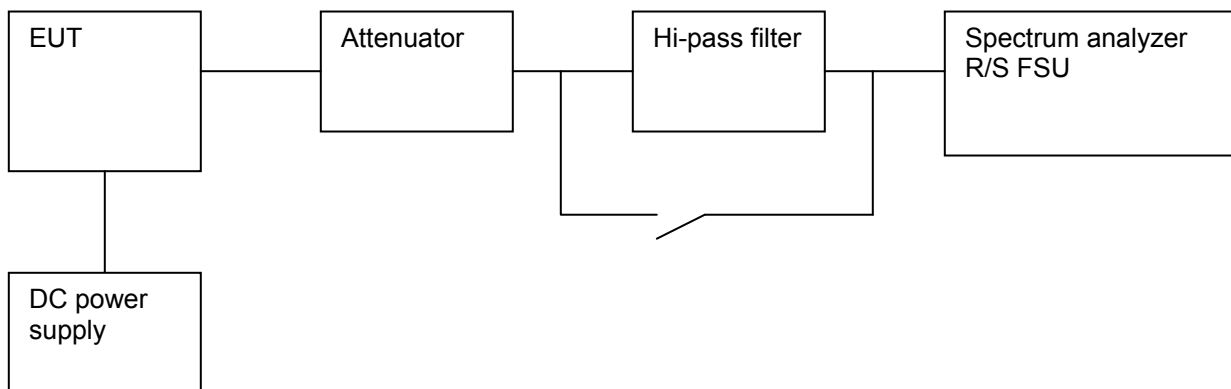 EUT
Attenuator
Hi-pass filter
Spectrum analyzer
R/S FSU
DC power
supply